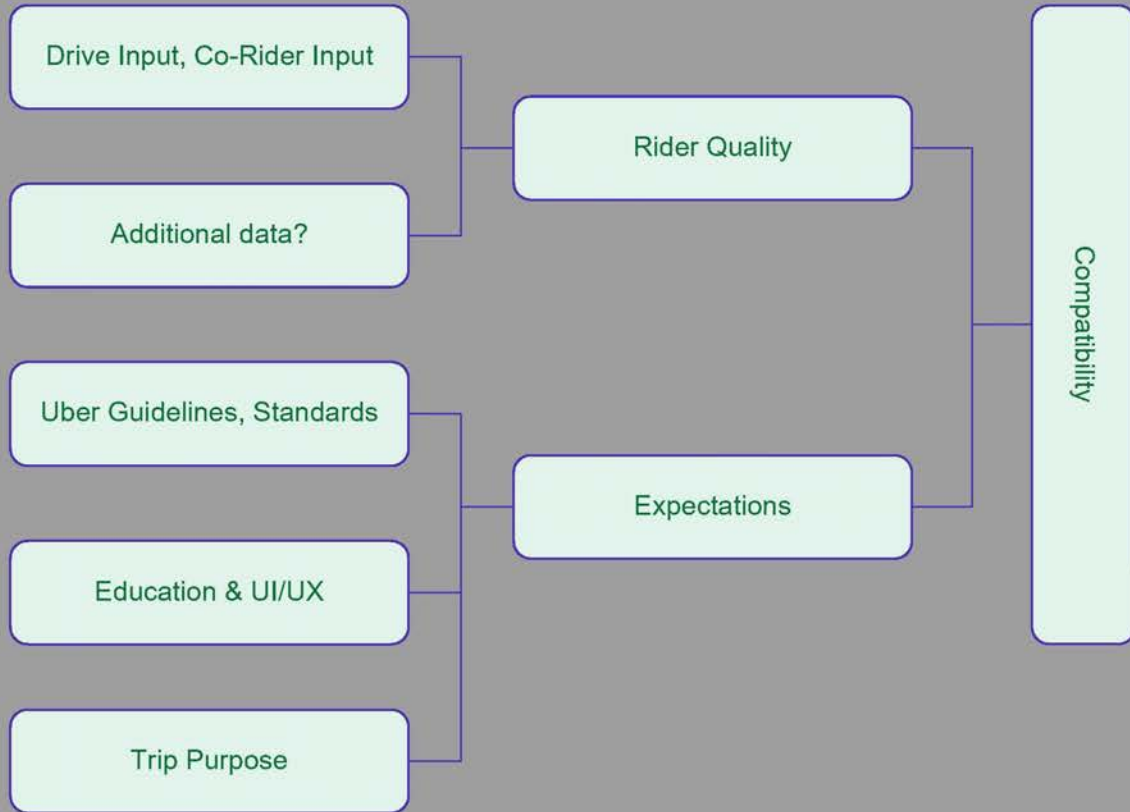 Drive Input, Co-Rider Input
Additional data?
Uber Guidelines, Standards
Education & UI/UX
Trip Purpose
Rider Quality
Expectations
Compatibility